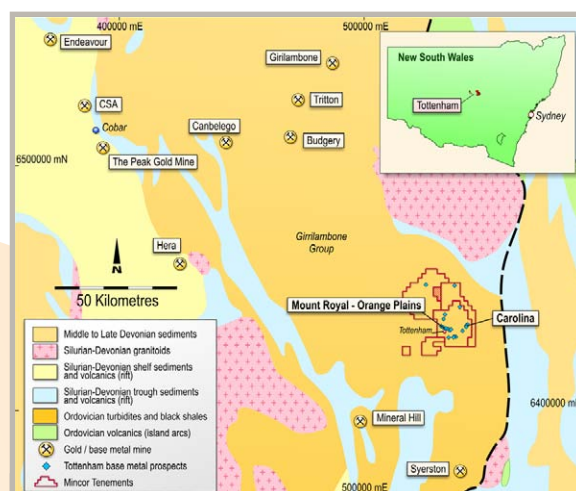 400000 mE
500000 mE
Endeavour
Girilambone
CSA
Tritton
Cobar
Canbelego
Budgery
The Peak Gold Mine
6500000 mN
New South Wales
Tottenham
Sydney
Hera
Girrilambone
Group
N
50 Kilometres
Mount Royal - Orange Plains
Carolina
Tottenham
Middle to Late Devonian sediments
Silurian-Devonian granitoids
Silurian-Devonian shelf sediments
and volcanics (rift)
Silurian-Devonian trough sediments
and volcanics (rift)
Ordovician turbidites and black shales
Ordovician volcanics (island arcs)
Gold / base metal mine
Tottenham base metal prospects
Mincor Tenements
6400000 mN
Mineral Hill
Syerston
500000 mE